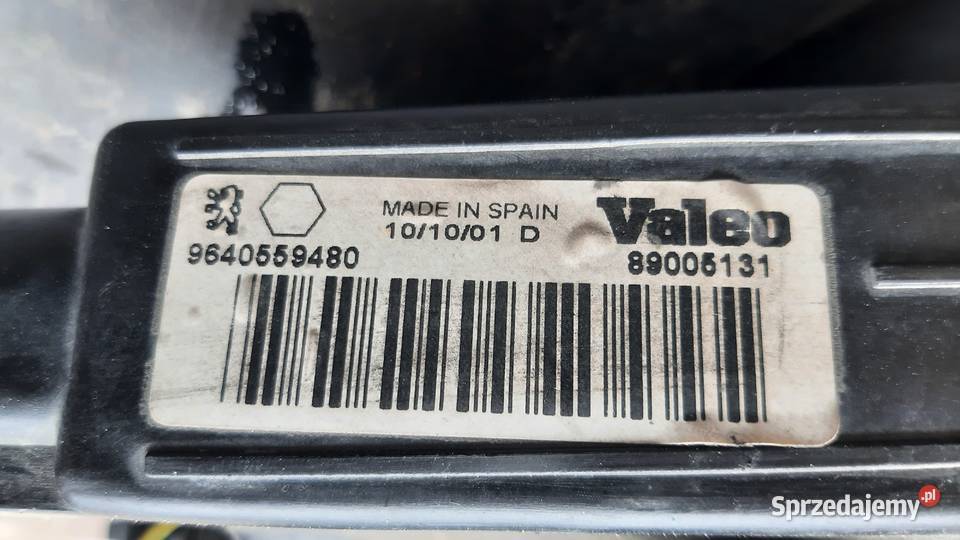 MADE IN SPAIN
10/10/01 D
Valeo
9640559480
89005131
Sprzedajemy.pl